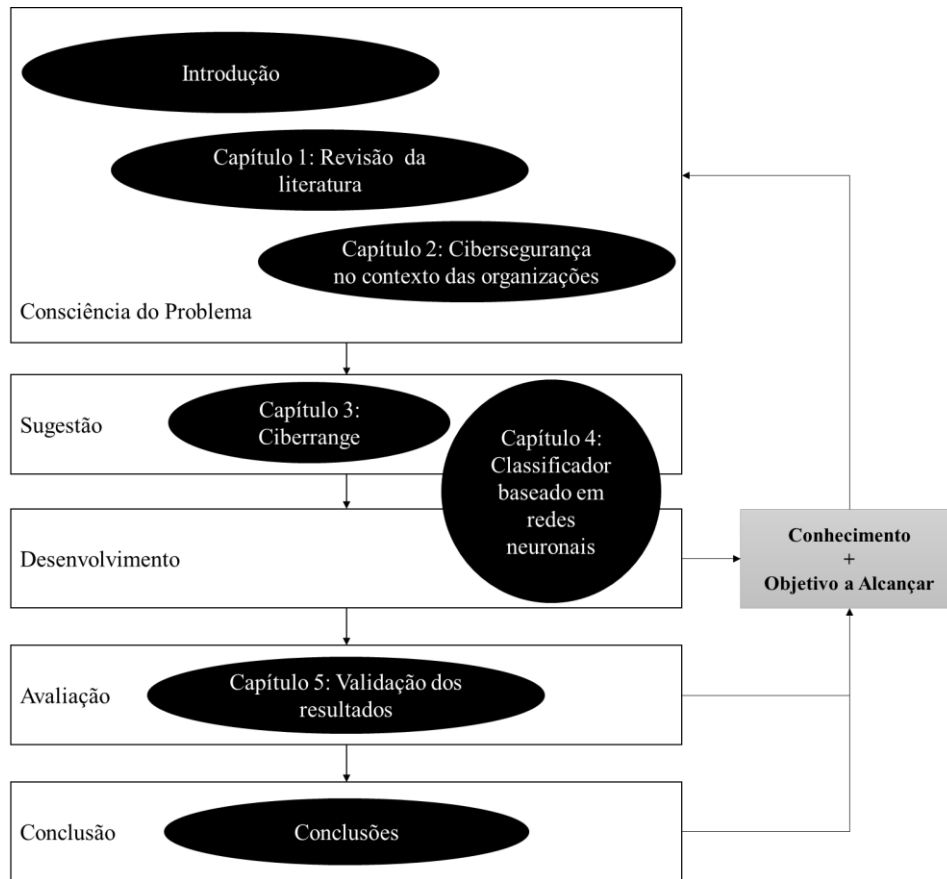 Introdução
Capítulo 1: Revisão da
literatura
Capítulo 2: Cibersegurança
no contexto das organizações
Consciência do Problema
Sugestão
Capítulo 3:
Ciberrange
Capítulo 4:
Classificador
baseado em
redes
neuronais
Desenvolvimento
Conhecimento
+
Objetivo a Alcançar
Avaliação
Capítulo 5: Validação dos
resultados
Conclusão
Conclusões